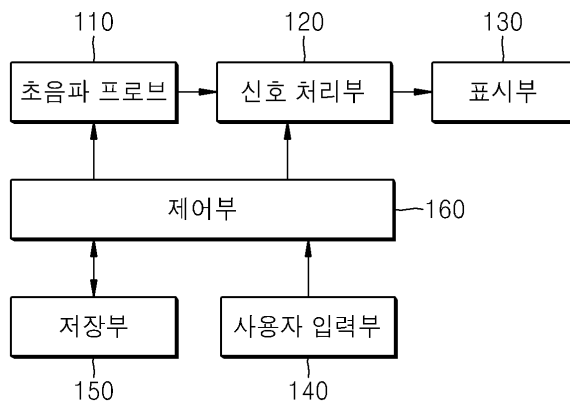 110 120 130
초음파 프로브 신호 처리부 표시부
제어부 160
저장부 사용자 입력부
150 140